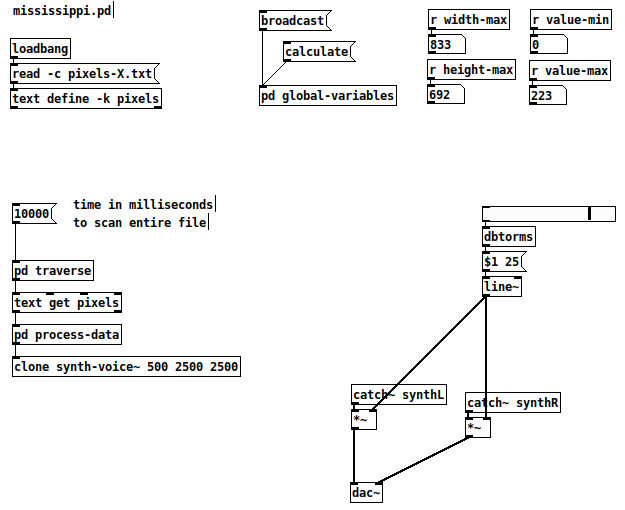 mississippi.pd
loadbang
read -c pixels-X.txt
text define -k pixels
broadcast
calculate
pd global-variables
r width-max
833
r height-max
692
r value-min
0
r value-max
223
10000
time in milliseconds
to scan entire file
pd traverse
text get pixels
pd process-data
clone synth-voice~ 500 2500 2500
dbtorms
$1 25
line~
catch~ synthL
*~
catch~ synthR
*~
dac~